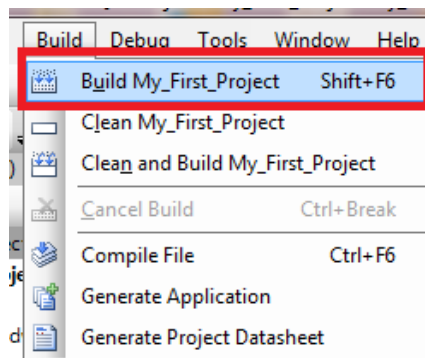 Build Debug Tools Window Help
Build My_First_Project Shift+F6
Clean My_First_Project
Clean and Build My_First_Project
Cancel Build Ctrl+Break
Compile File Ctrl+F6
Generate Application
Generate Project Datasheet